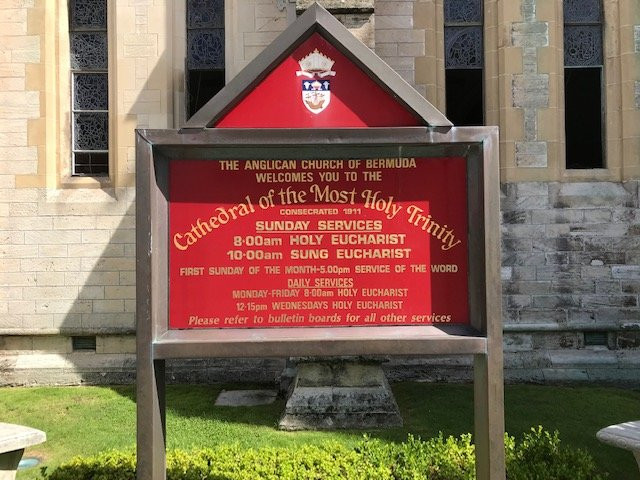 THE ANGLICAN CHURCH OF BERMUDA
WELCOMES YOU TO THE
Cathedral of the Most Holy Trinity
CONSECRATED 1911
SUNDAY SERVICES
8:00am HOLY EUCHARIST
10:00am SUNG EUCHARIST
FIRST SUNDAY OF THE MONTH-5.00pm SERVICE OF THE WORD
DAILY SERVICES
MONDAY-FRIDAY 8:00am HOLY EUCHARIST
12:15pm WEDNESDAYS HOLY EUCHARIST
Please refer to bulletin boards for all other services